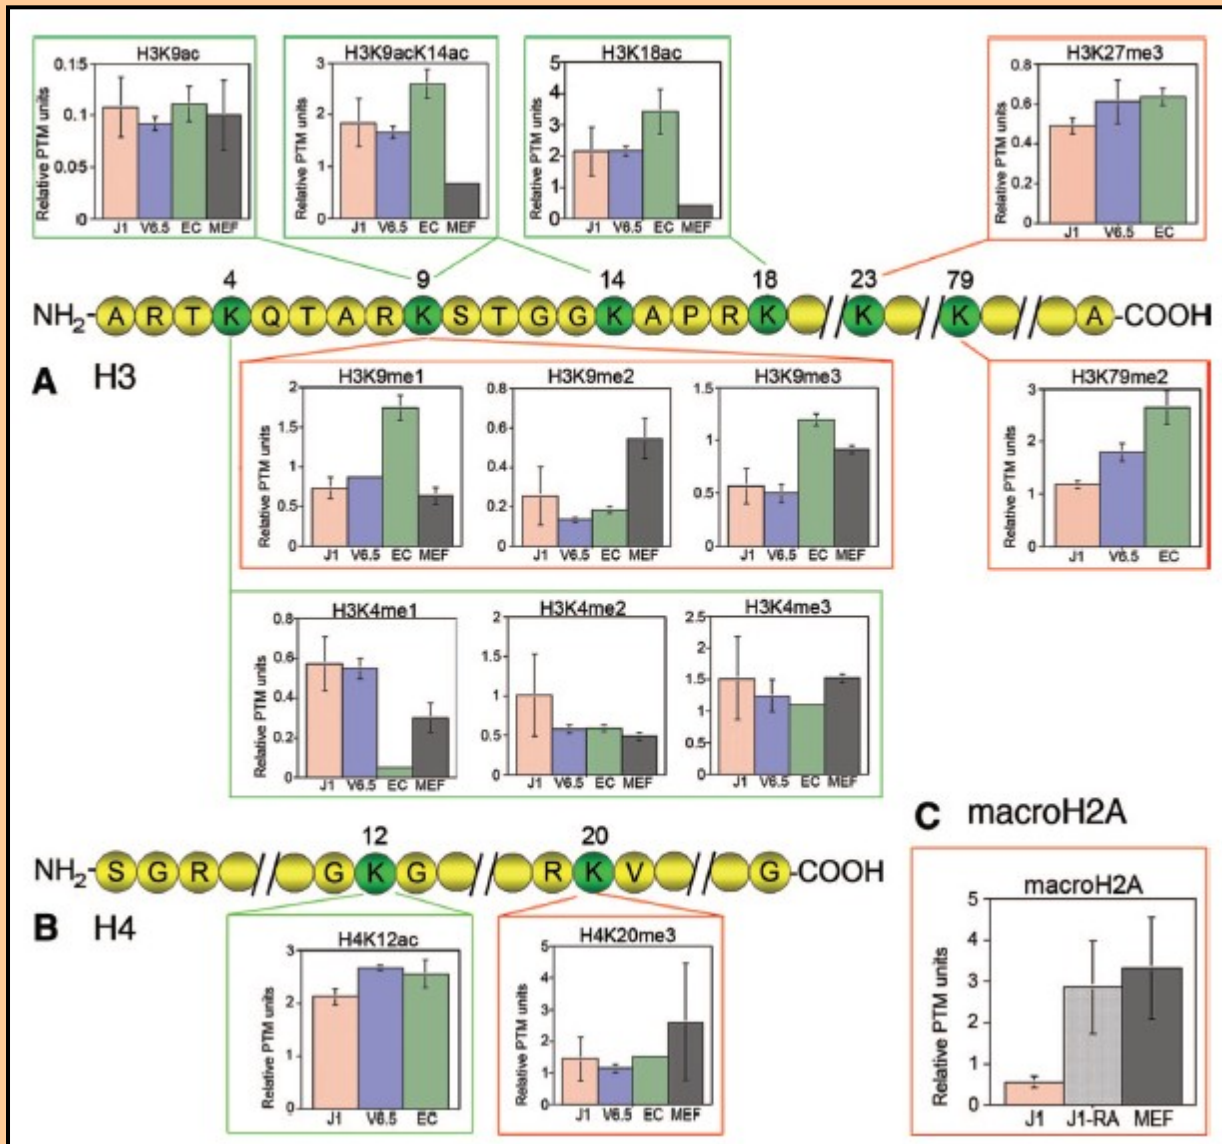 H3K9ac
Relative PTM units
0.15
0.1
0.05
0
J1 V6.5 EC MEF
H3K9acK14ac
Relative PTM units
3
2
1
0
J1 V6.5 EC MEF
H3K18ac
Relative PTM units
5
4
3
2
1
0
J1 V6.5 EC MEF
H3K27me3
Relative PTM units
0.8
0.6
0.4
0.2
0
J1 V6.5 EC
4 9 14 18 23 79
NH2-A R T K Q T A R K S T G G K A P R K // K // K // A-COOH
A H3
H3K9me1
Relative PTM units
2
1
0.5
0
J1 V6.5 EC MEF
H3K9me2
0.8
0.6
0.4
0.2
0
J1 V6.5 EC MEF
H3K9me3
1.5
1
0.5
0
J1 V6.5 EC MEF
H3K79me2
Relative PTM units
3
2
1
0
J1 V6.5 EC
H3K4me1
Relative PTM units
0.8
0.6
0.4
0.2
0
J1 V6.5 EC MEF
H3K4me2
2
1.5
1
0.5
0
J1 V6.5 EC MEF
H3K4me3
2.5
2
1.5
1
0.5
0
J1 V6.5 EC MEF
12 20
NH2-S G R // G K G // R K V // G-COOH
B H4
H4K12ac
Relative PTM units
3
2
1
0
J1 V6.5 EC
H4K20me3
Relative PTM units
5
4
3
2
1
0
J1 V6.5 EC MEF
C macroH2A
macroH2A
Relative PTM units
5
4
3
2
1
0
J1 J1-RA MEF